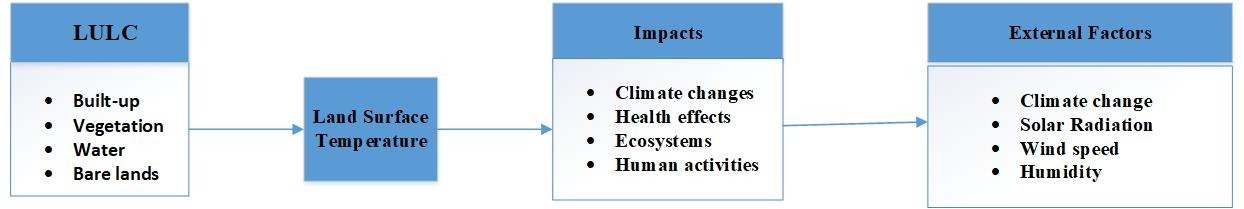 LULC
• Built-up
• Vegetation
• Water
• Bare lands
Land Surface
Temperature
Impacts
• Climate changes
• Health effects
• Ecosystems
• Human activities
External Factors
• Climate change
• Solar Radiation
• Wind speed
• Humidity